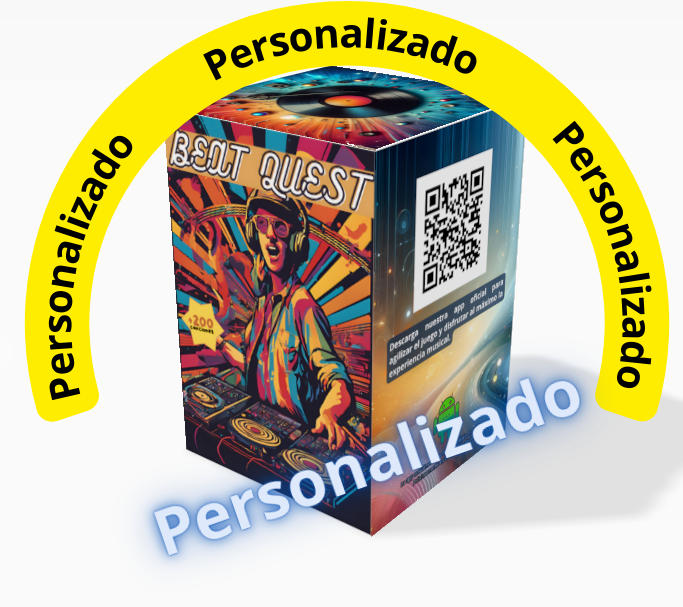 Personalizado
Personalizado
Personalizado
BEAT QUEST
+200
CANCIONES
Descarga nuestra app oficial para
agilizar el juego y disfrutar al máximo la
experiencia musical.
Personalizado